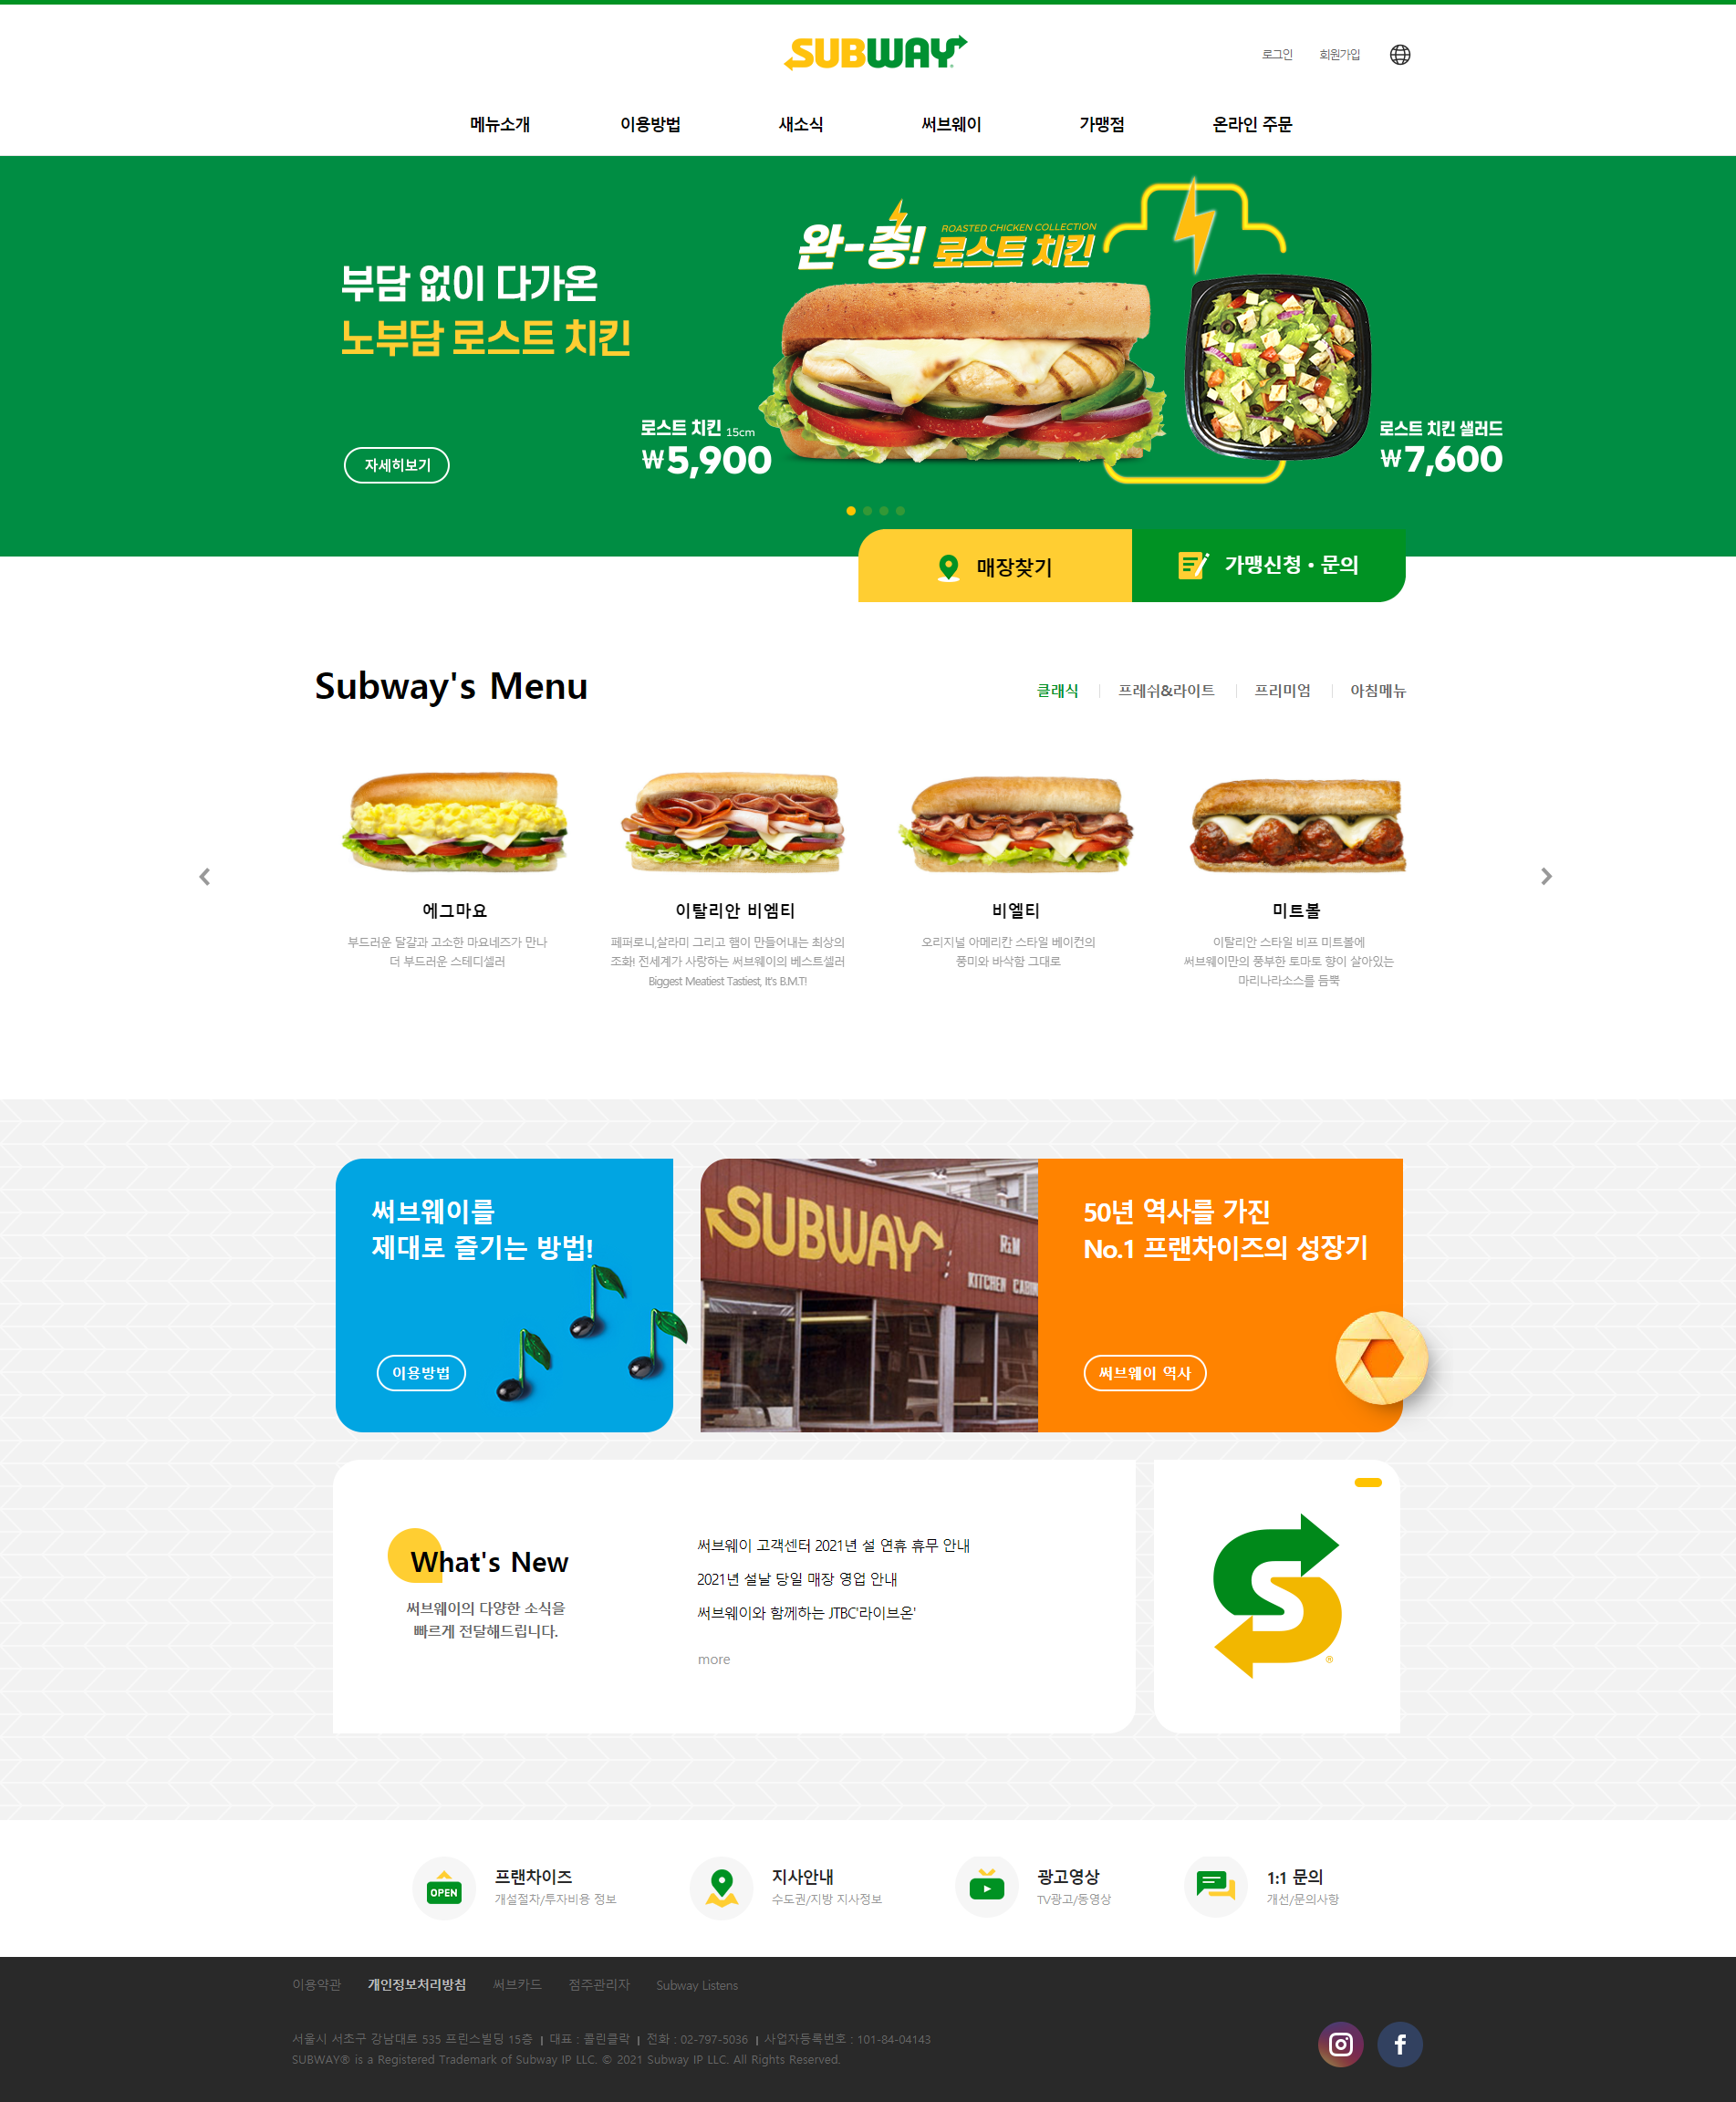 SUBWAY
로그인 회원가입
메뉴소개 이용방법 새소식 써브웨이 가맹점 온라인 주문
완-중! ROASTED CHICKEN COLLECTION
로스트 치킨
부담 없이 다가온
노부담 로스트 치킨
로스트 치킨 15cm
₩5,900
로스트 치킨 샐러드
₩7,600
자세히보기
매장찾기
가맹신청 • 문의
Subway's Menu
클래식 프레쉬&라이트 프리미엄 아침메뉴
에그마요
부드러운 달걀과 고소한 마요네즈가 만나
더 부드러운 스테디셀러
이탈리안 비엠티
페퍼로니,살라미 그리고 햄이 만들어내는 최상의
조화! 전세계가 사랑하는 써브웨이의 베스트셀러
Biggest Meatiest Tastiest, It's B.M.T!
비엘티
오리지널 아메리칸 스타일 베이컨의
풍미와 바삭함 그대로
미트볼
이탈리안 스타일 비프 미트볼에
써브웨이만의 풍부한 토마토 향이 살아있는
마리나라소스를 듬뿍
써브웨이를
제대로 즐기는 방법!
이용방법
SUBWAY
R&M
KITCHEN CABIN
50년 역사를 가진
No.1 프랜차이즈의 성장기
써브웨이 역사
What's New
써브웨이의 다양한 소식을
빠르게 전달해드립니다.
써브웨이 고객센터 2021년 설 연휴 휴무 안내
2021년 설날 당일 매장 영업 안내
써브웨이와 함께하는 JTBC'라이브온'
more
®
OPEN
프랜차이즈
개설절차/투자비용 정보
지사안내
수도권/지방 지사정보
광고영상
TV광고/동영상
1:1 문의
개선/문의사항
이용약관 개인정보처리방침 써브카드 점주관리자 Subway Listens
서울시 서초구 강남대로 535 프린스빌딩 15층 | 대표 : 콜린클락 | 전화 : 02-797-5036 | 사업자등록번호 : 101-84-04143
SUBWAY® is a Registered Trademark of Subway IP LLC. © 2021 Subway IP LLC. All Rights Reserved.